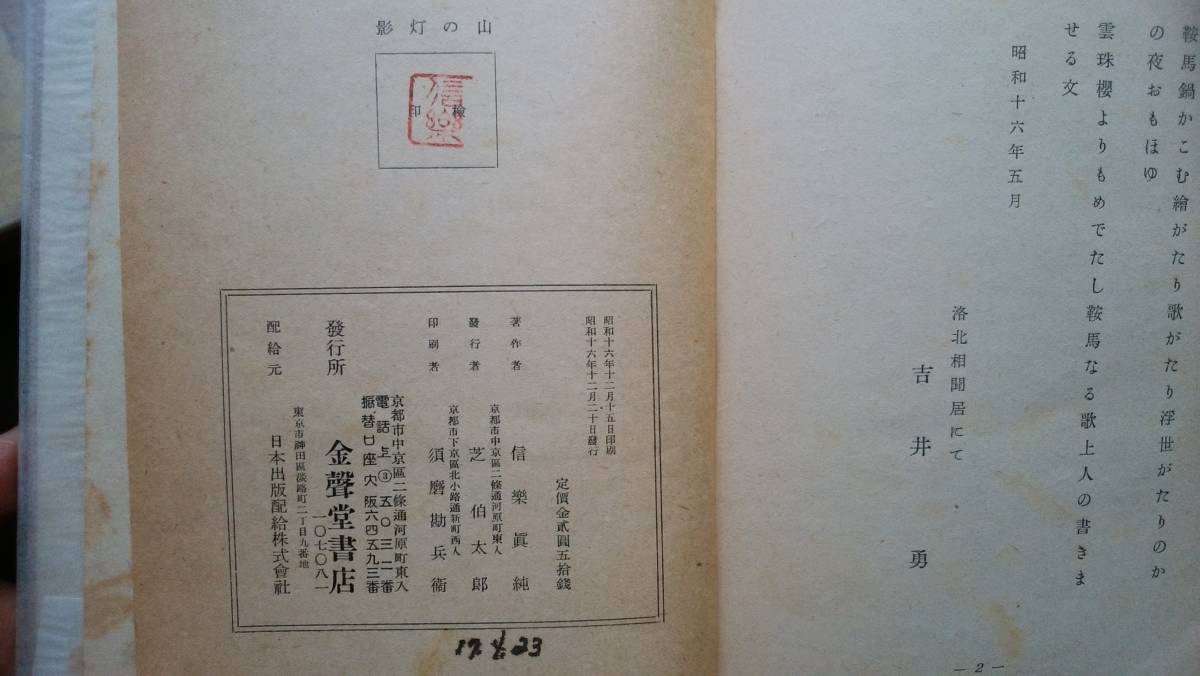 鞍馬鍋かこむ繪がたり歌がたり浮世がたりのか
の夜おもほゆ
雲珠櫻よりもめでたし鞍馬なる歌上人の書きま
せる文
昭和十六年五月
洛北相聞居にて
吉井勇
— 2 —
山の灯影
檢印
信樂
昭和十六年十二月十五日印刷
昭和十六年十二月二十日發行
定價金貳圓五拾錢
著作者 信樂眞純
京都市中京區二條通河原町東入
發行者 芝伯太郎
京都市下京區北小路通新町西入
印刷者 須磨勘兵衞
京都市中京區二條通河原町東入
電話上③五〇三一番
振替口座大阪六四五九三番
發行所 金聲堂書店
一〇七〇八一
東京市神田區淡路町二丁目九番地
配給元 日本出版配給株式會社